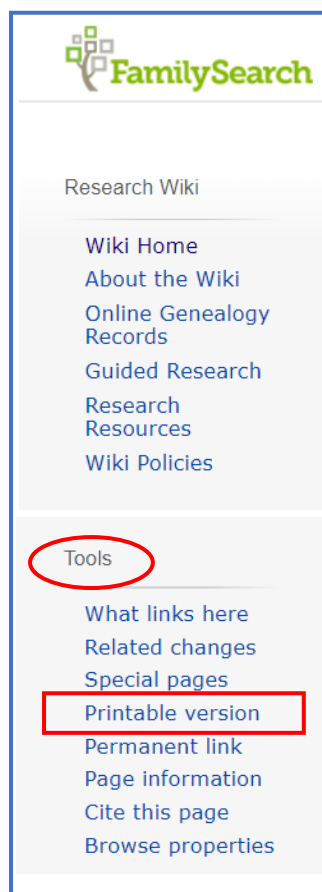 FamilySearch
Research Wiki
Wiki Home
About the Wiki
Online Genealogy
Records
Guided Research
Research
Resources
Wiki Policies
Tools
What links here
Related changes
Special pages
Printable version
Permanent link
Page information
Cite this page
Browse properties